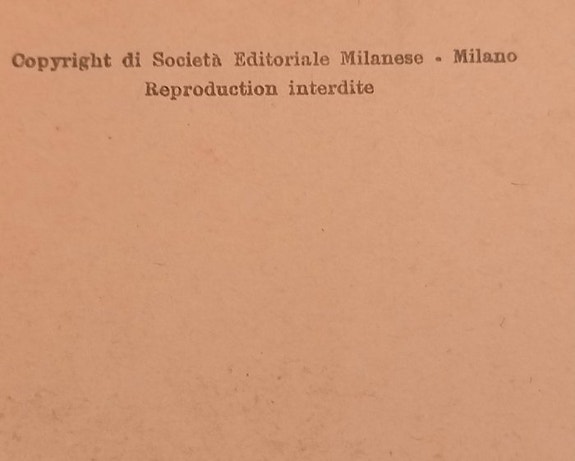 Copyright di Società Editoriale Milanese - Milano
Reproduction interdite